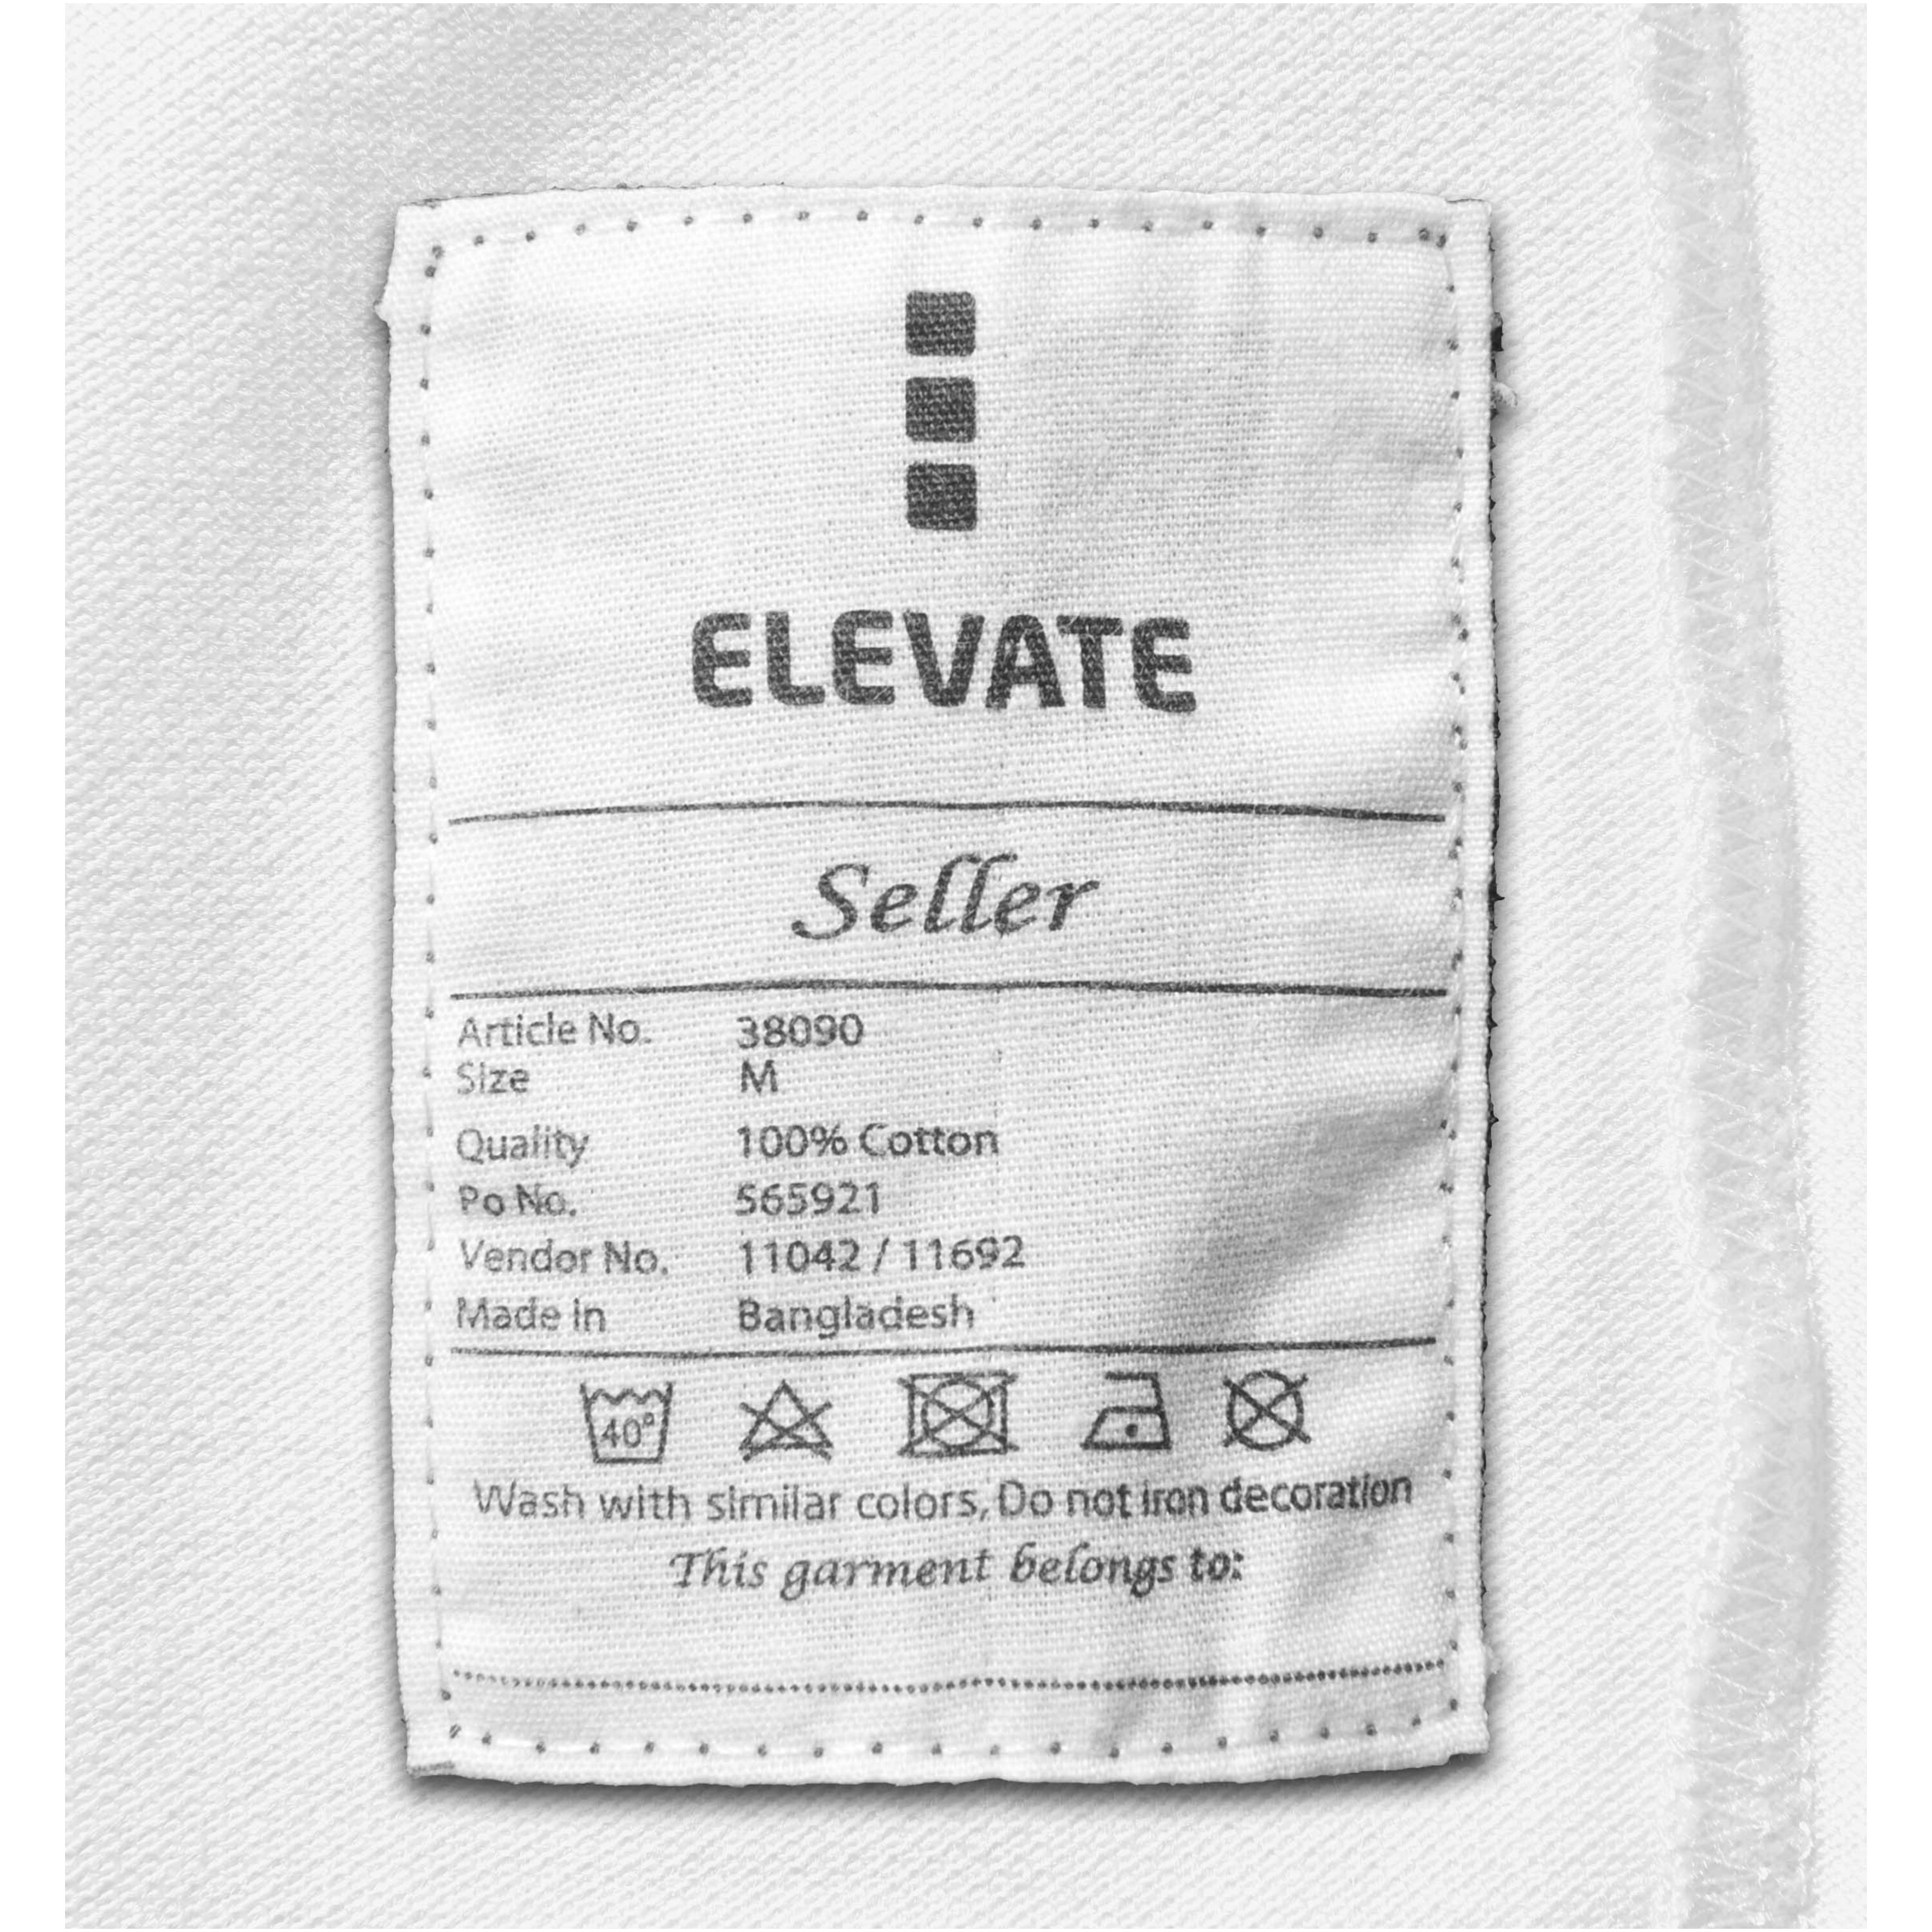 ELEVATE
Seller
Article No. 38090
Size M
Quality 100% Cotton
Po No. 565921
Vendor No. 11042 / 11692
Made in Bangladesh
40°
Wash with similar colors, Do not iron decoration
This garment belongs to: